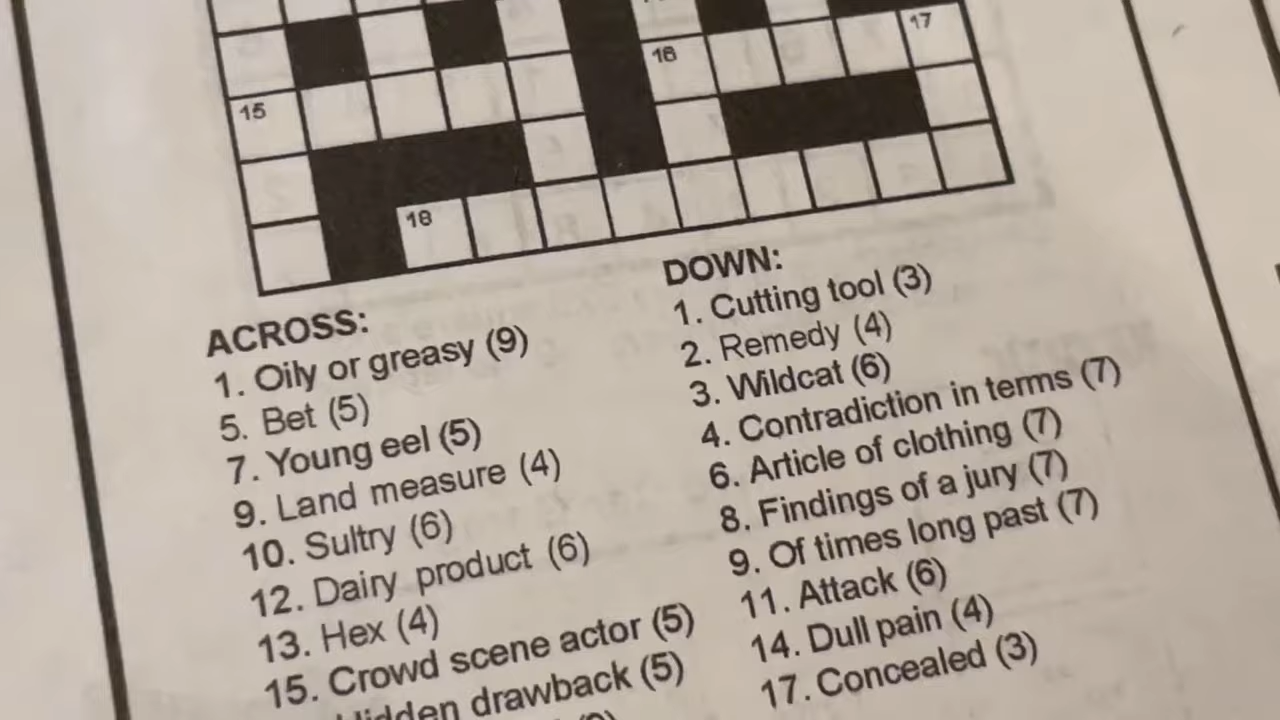 17
16
15
18
ACROSS:
1. Oily or greasy (9)
5. Bet (5)
7. Young eel (5)
9. Land measure (4)
10. Sultry (6)
12. Dairy product (6)
13. Hex (4)
15. Crowd scene actor (5)
Hidden drawback (5)
DOWN:
1. Cutting tool (3)
2. Remedy (4)
3. Wildcat (6)
4. Contradiction in terms (7)
6. Article of clothing (7)
8. Findings of a jury (7)
9. Of times long past (7)
11. Attack (6)
14. Dull pain (4)
17. Concealed (3)